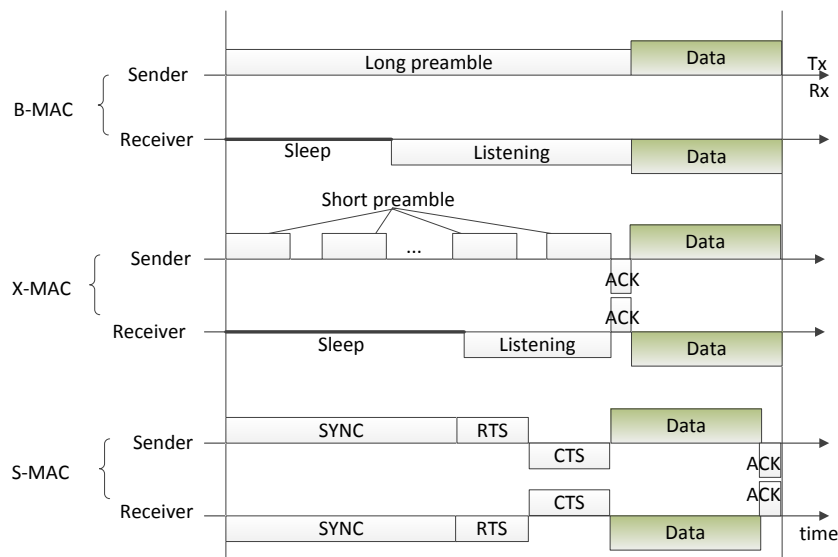 Long preamble
Data
Tx
Sender
Rx
B-MAC
Receiver
Sleep
Listening
Data
Short preamble
...
Data
Sender
ACK
X-MAC
ACK
Receiver
Sleep
Listening
Data
SYNC
RTS
Data
Sender
CTS
ACK
S-MAC
CTS
ACK
Receiver
SYNC
RTS
Data
time